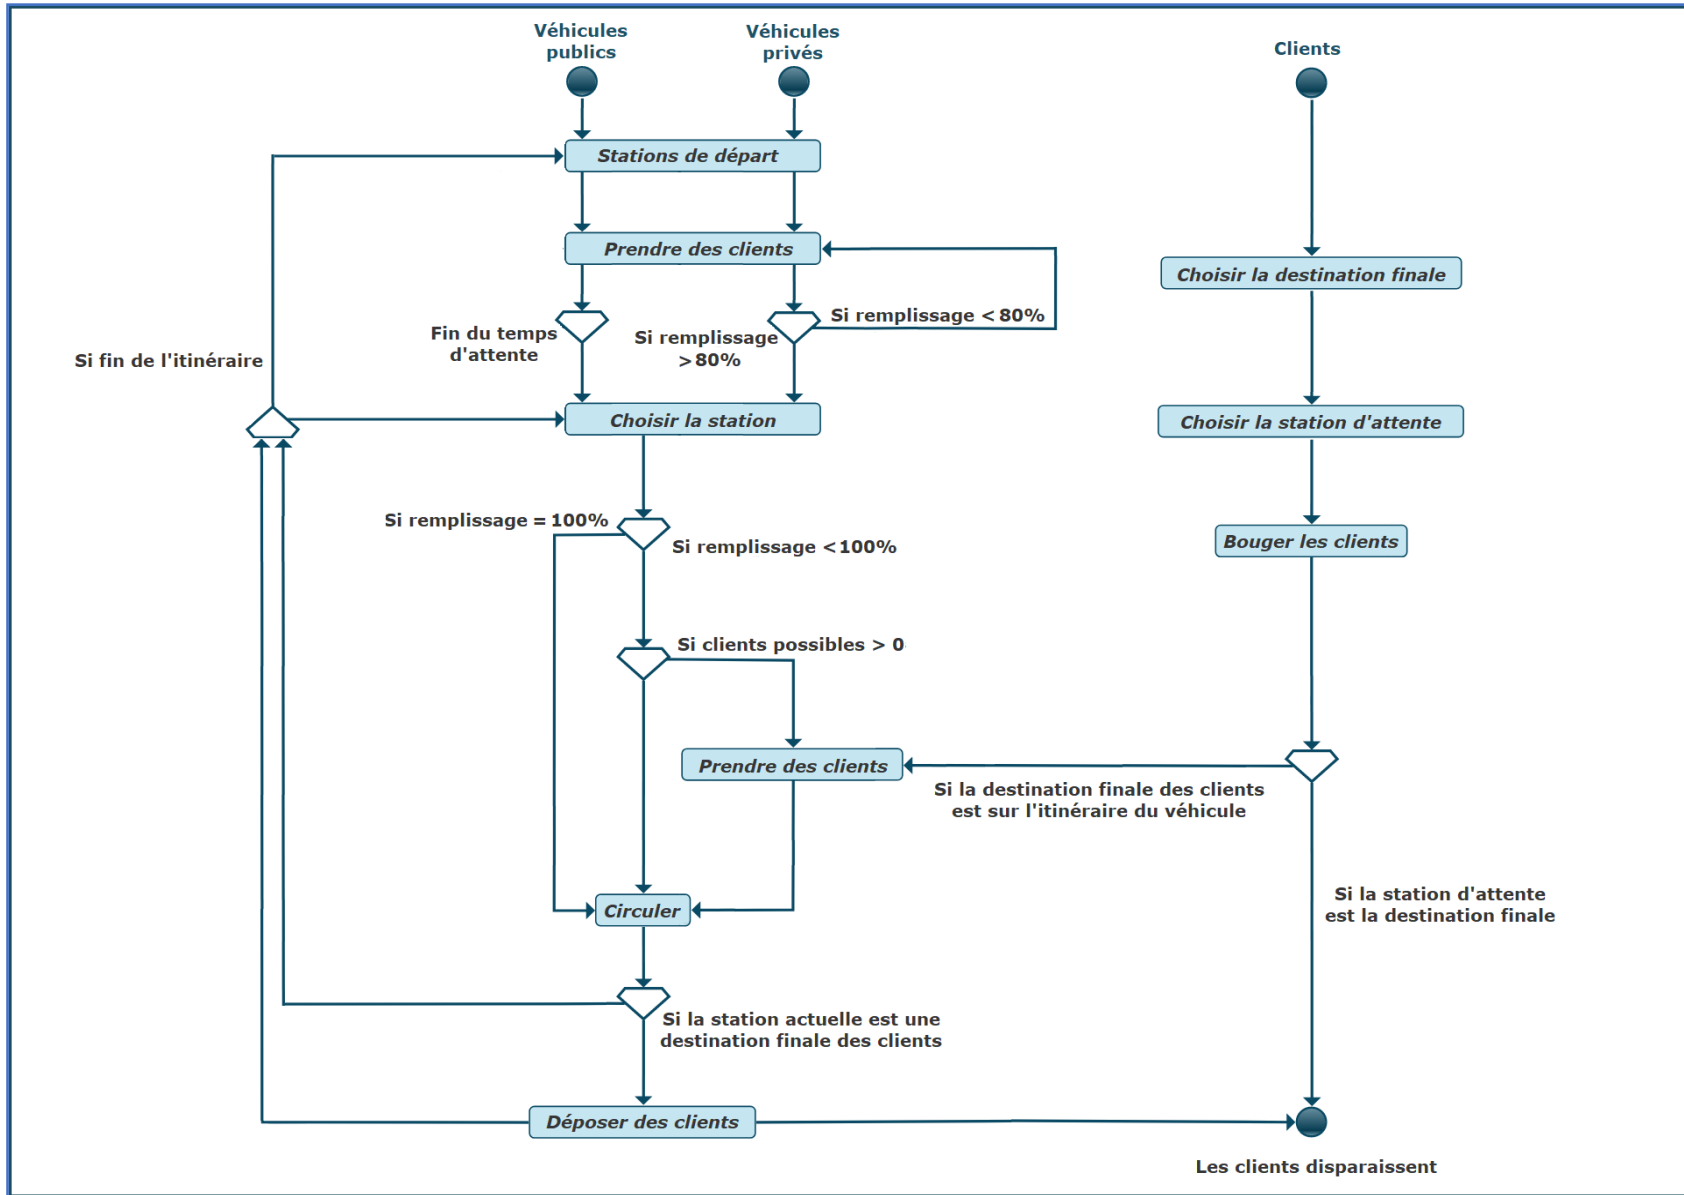 Véhicules
publics
Véhicules
privés
Clients
Stations de départ
Prendre des clients
Choisir la destination finale
Si remplissage <80%
Fin du temps
d'attente
Si remplissage
>80%
Si fin de l'itinéraire
Choisir la station
Choisir la station d'attente
Si remplissage = 100%
Si remplissage <100%
Bouger les clients
Si clients possibles > 0
Prendre des clients
Si la destination finale des clients
est sur l'itinéraire du véhicule
Si la station d'attente
est la destination finale
Circuler
Si la station actuelle est une
destination finale des clients
Déposer des clients
Les clients disparaissent